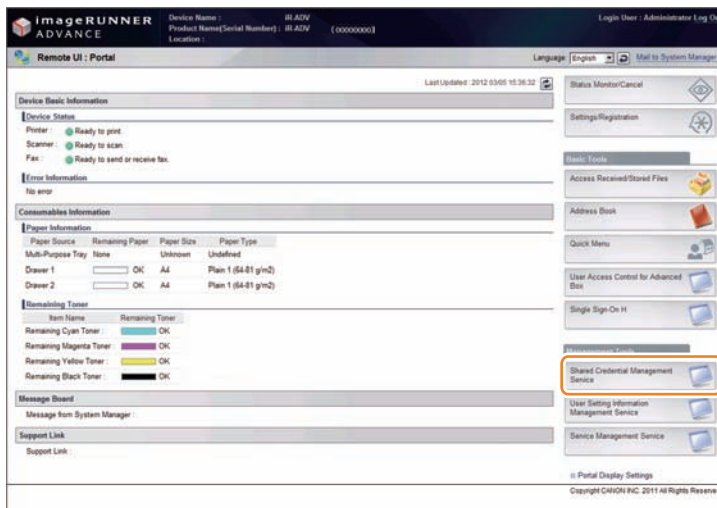 imageRUNNER
ADVANCE
Device Name : iR-ADV
Product Name(Serial Number) : iR-ADV (00000000)
Location :
Login User : Administrator Log O
Remote UI : Portal
Language: English Mail to System Manager
Last Updated : 2012 03/05 15:36:32
Device Basic Information
Device Status
Printer : Ready to print.
Scanner : Ready to scan.
Fax : Ready to send or receive fax.
Error Information
No error
Consumables Information
Paper Information
Paper Source Remaining Paper Paper Size Paper Type
Multi-Purpose Tray None Unknown Undefined
Drawer 1 OK A4 Plain 1 (64-81 g/m2)
Drawer 2 OK A4 Plain 1 (64-81 g/m2)
Remaining Toner
Item Name Remaining Toner
Remaining Cyan Toner : OK
Remaining Magenta Toner : OK
Remaining Yellow Toner : OK
Remaining Black Toner : OK
Message Board
Message from System Manager :
Support Link
Support Link :
Status Monitor/Cancel
Settings/Registration
Basic Tools
Access Received/Stored Files
Address Book
Quick Menu
User Access Control for Advanced
Box
Single Sign-On H
Management Tools
Shared Credential Management
Service
User Setting Information
Management Service
Service Management Service
Portal Display Settings
Copyright CANON INC. 2011 All Rights Reserve